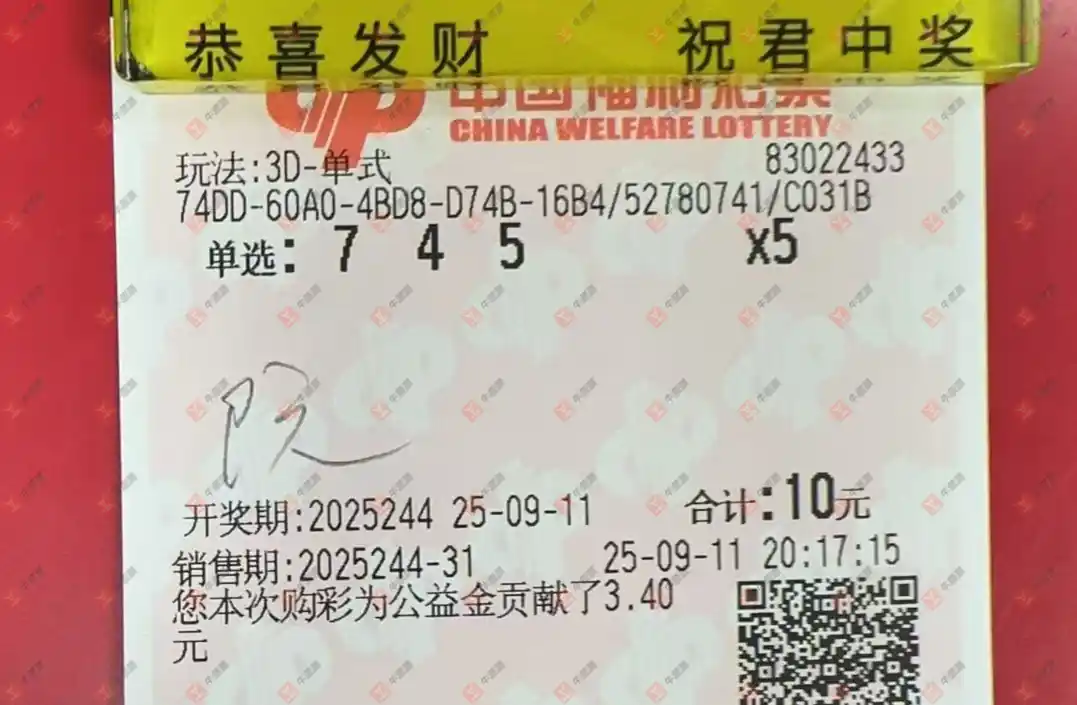 恭喜发财 祝君中奖
中国福利彩票
CHINA WELFARE LOTTERY
玩法:3D-单式 83022433
74DD-60A0-4BD8-D74B-16B4/52780741/C031B
单选: 7 4 5 x5
开奖期:2025244 25-09-11 合计:10元
销售期:2025244-31 25-09-11 20:17:15
您本次购彩为公益金贡献了3.40
元